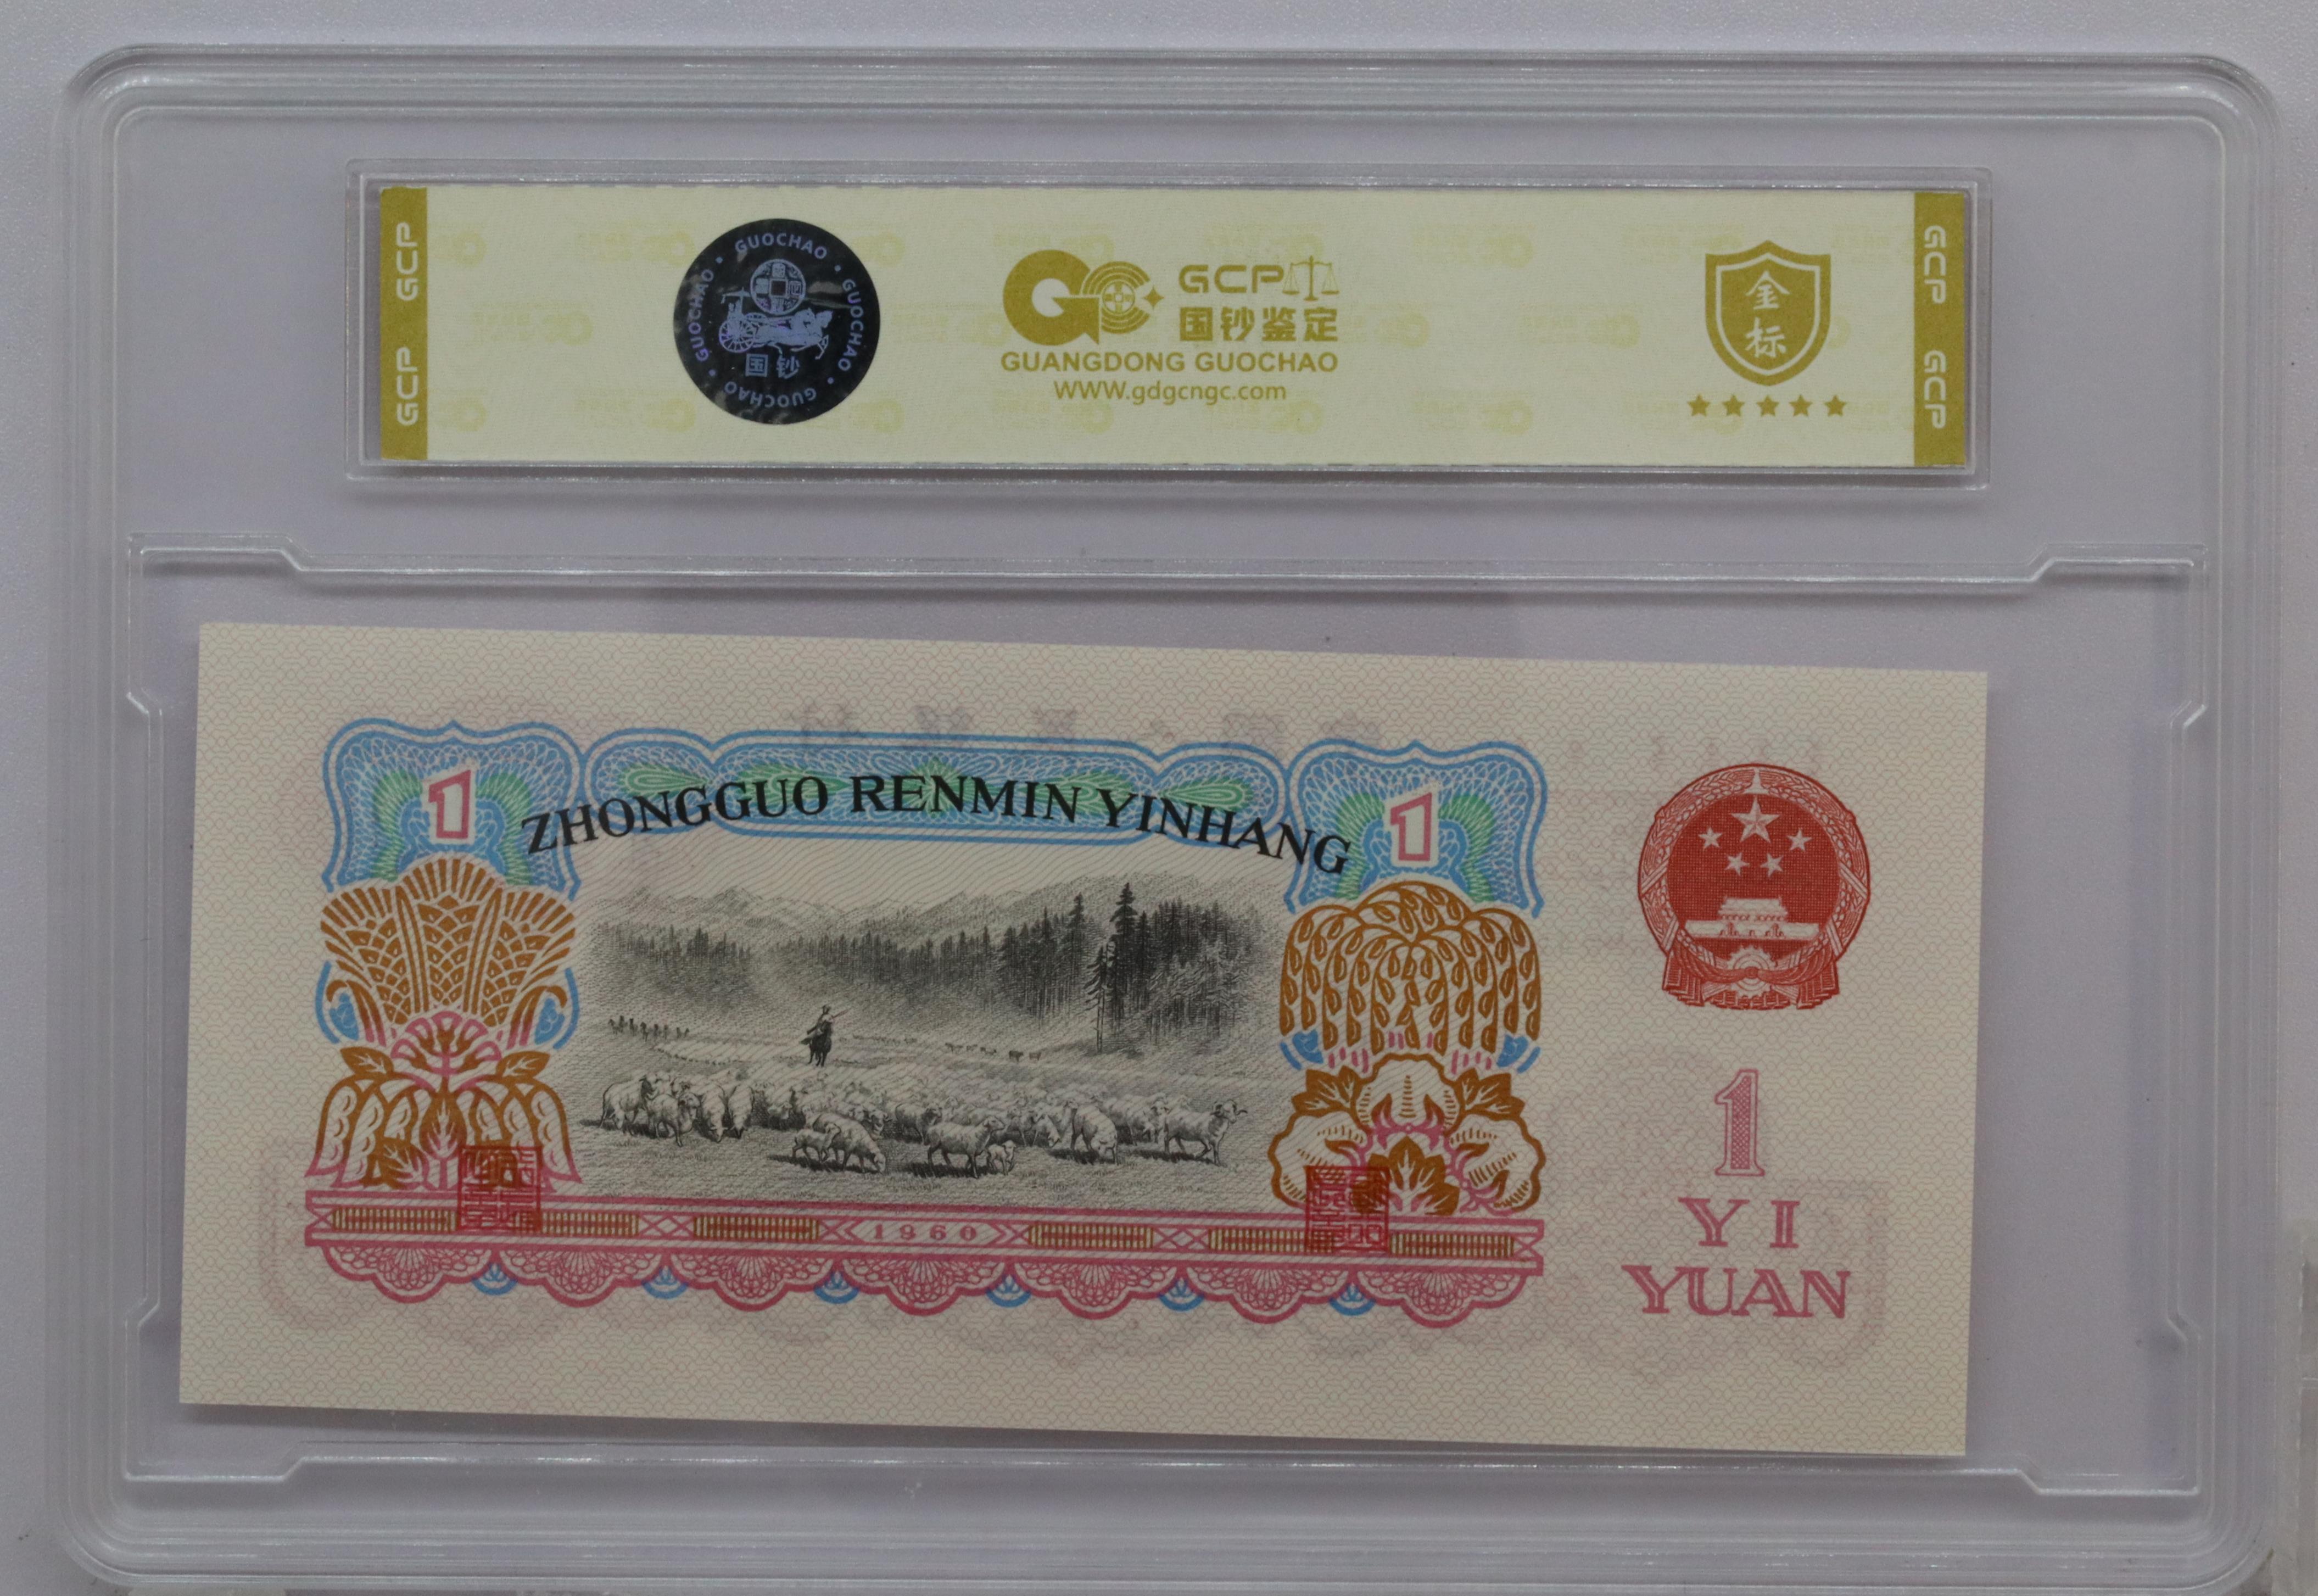 GCP GCP
GUOCHAO • GUOCHAO • GUOCHAO • GUOCHAO •
国钞
GCP
国钞鉴定
GUANGDONG GUOCHAO
WWW.gdgcngc.com
金标
GCP GCP
1
ZHONGGUO RENMIN YINHANG
1
1960
1
YI
YUAN